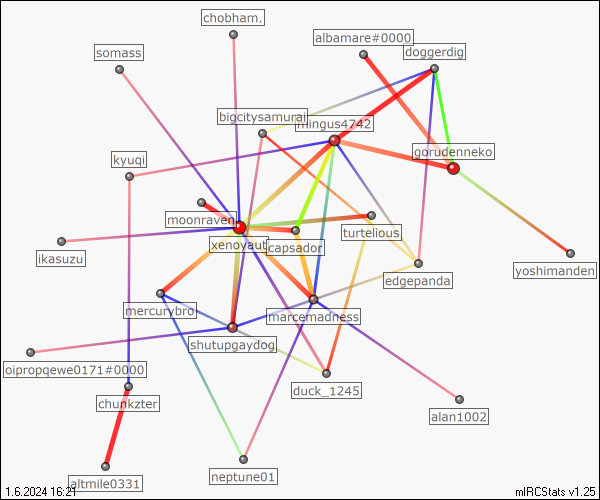 chobham.
albamare#0000
somass
doggerdig
bigcitysamurai
mingus4742
kyuqi
gorudenneko
moonraven
turtelious
xenoyaut
capsador
ikasuzu
edgepanda
yoshimanden
mercurybro
marcemadness
shutupgaydog
oipropqewe0171#0000
duck_1245
chunkzter
alan1002
neptune01
altmile0331
1.6.2024 16:21
mIRCStats v1.25